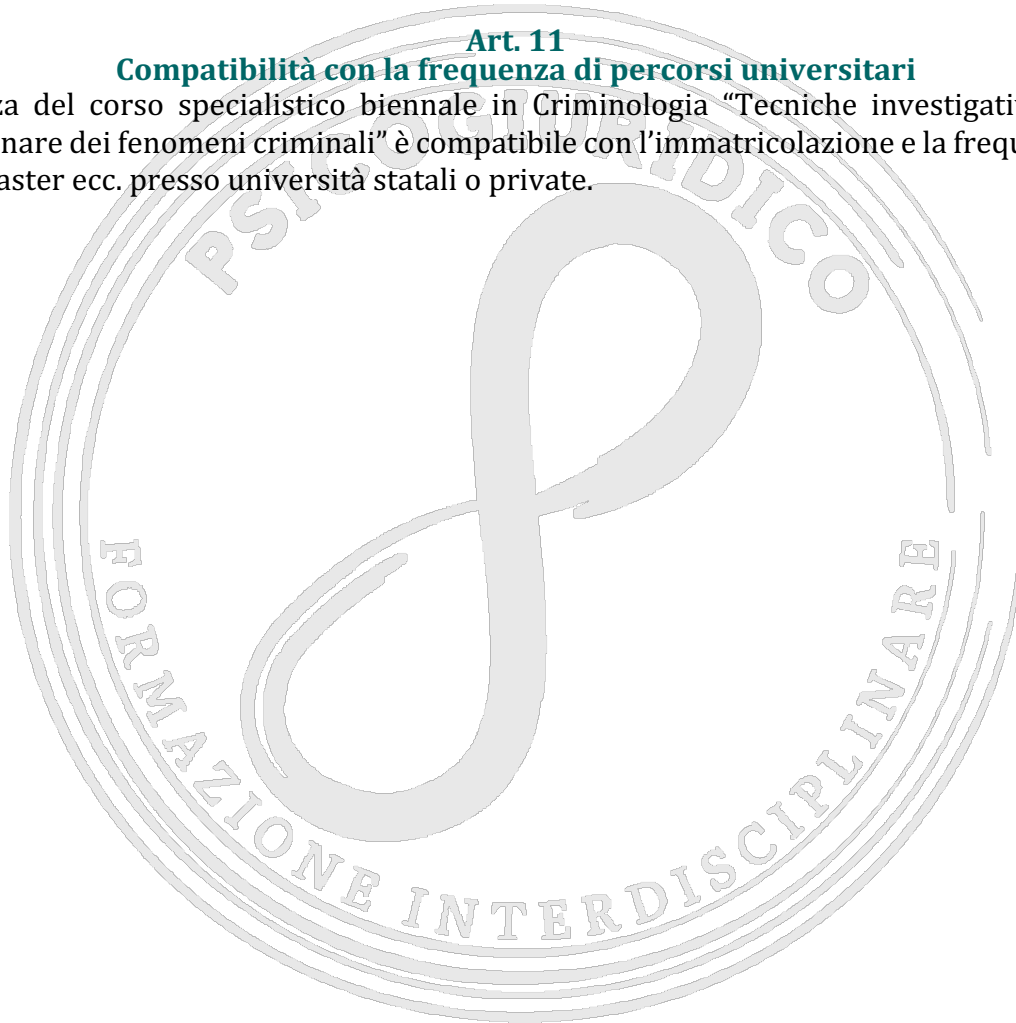 Art. 11
Compatibilità con la frequenza di percorsi universitari
za del corso specialistico biennale in Criminologia “Tecniche investigativ
nare dei fenomeni criminali” è compatibile con l’immatricolazione e la frequ
aster ecc. presso università statali o private.
PSICOGIURIDICO
FORMAZIONE INTERDISCIPLINARE